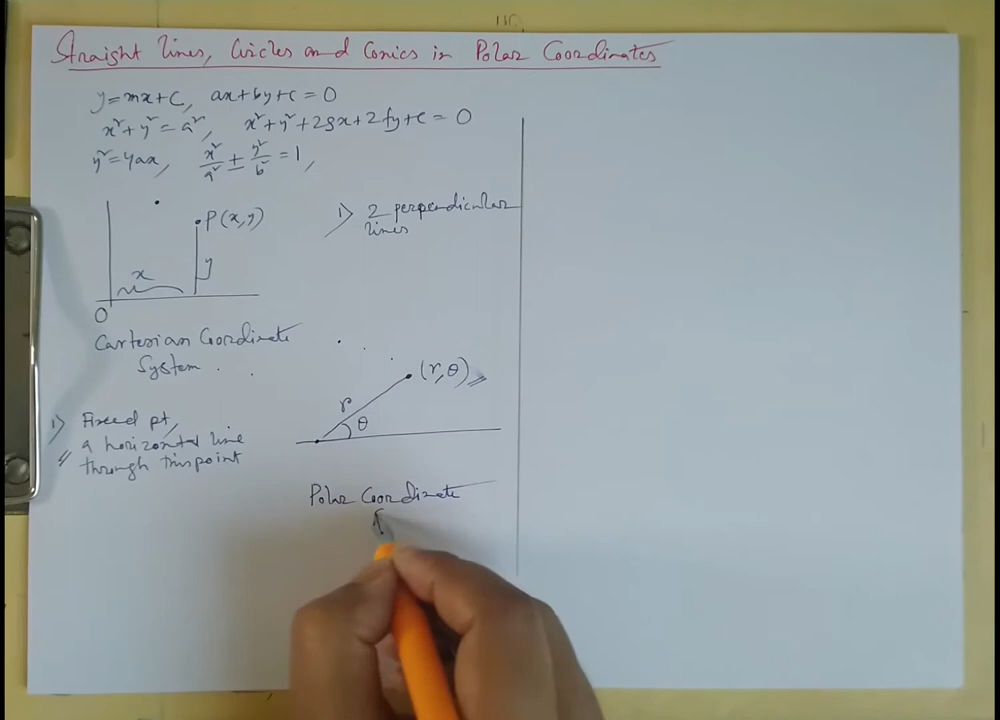 Straight lines, Circles and Conics in Polar Coordinates
y=mx+c, ax+by+c=0
x²+y²=a², x²+y²+2gx+2fy+c=0
y²=4ax, x²/a² ± y²/b² =1,
P(x,y)
1) 2 perpendicular
lines
x
y
O
Cartesian Coordinate
System
(r,θ)
r
θ
1) Fixed pt,
a horizontal line
through this point
Polar Coordinate